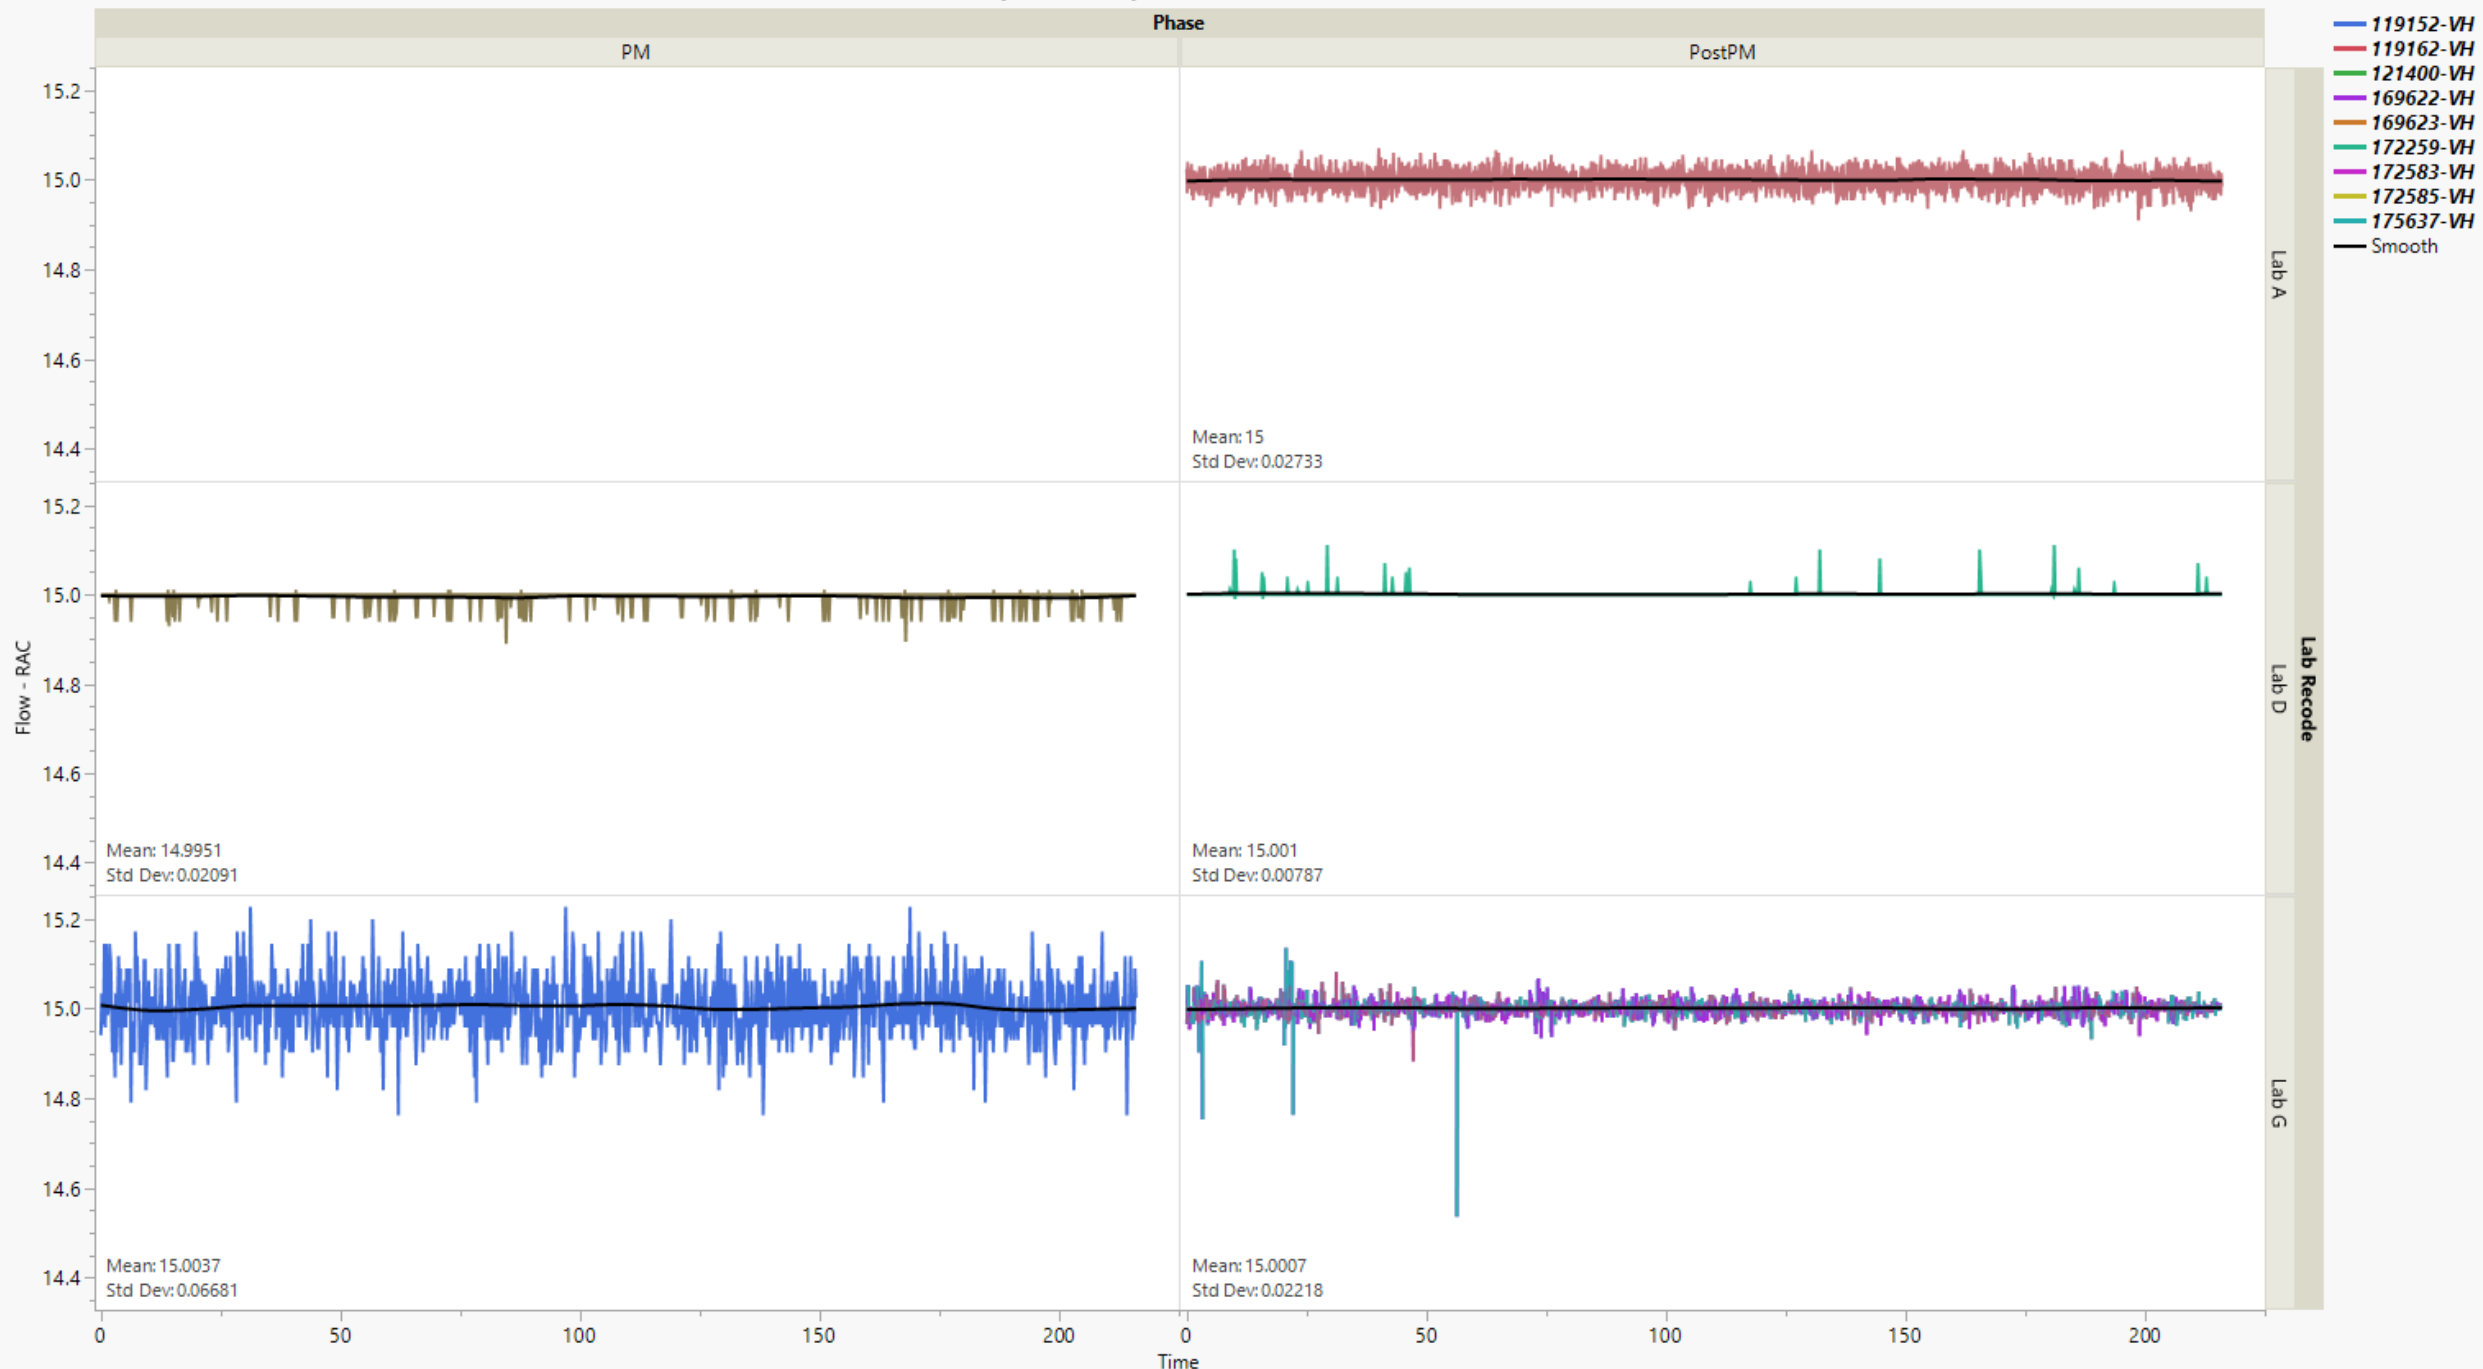 Phase
PM
PostPM
119152-VH
119162-VH
121400-VH
169622-VH
169623-VH
172259-VH
172583-VH
172585-VH
175637-VH
Smooth
15.2
15.0
14.8
14.6
14.4
Mean: 15
Std Dev: 0.02733
Lab A
15.2
15.0
14.8
14.6
14.4
Mean: 14.9951
Std Dev: 0.02091
Mean: 15.001
Std Dev: 0.00787
Lab D
Flow - RAC
Lab Recode
15.2
15.0
14.8
14.6
14.4
Mean: 15.0037
Std Dev: 0.06681
Mean: 15.0007
Std Dev: 0.02218
Lab G
0 50 100 150 200 0 50 100 150 200
Time